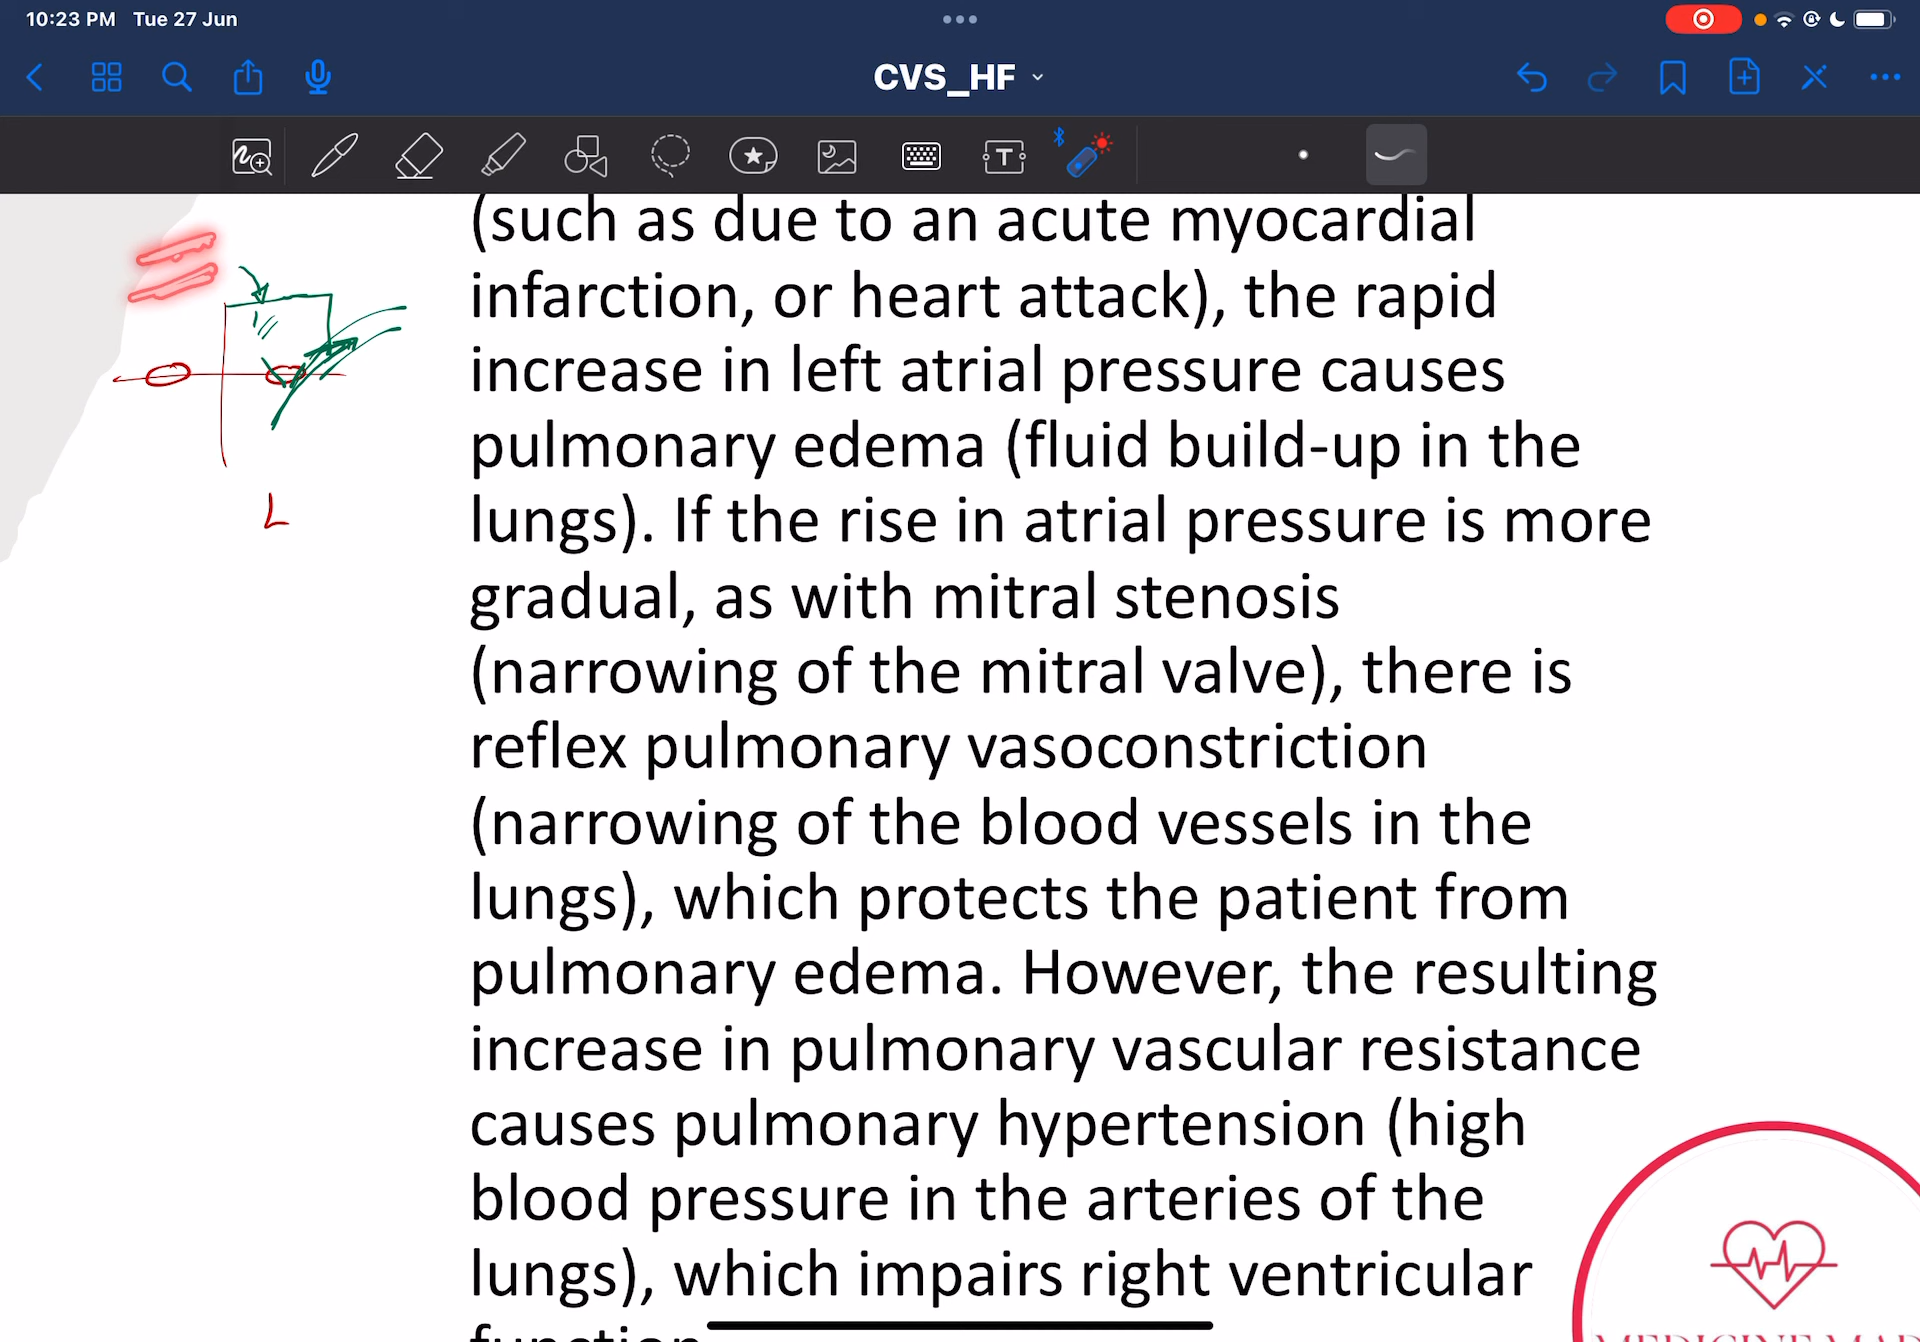 10:23 PM Tue 27 Jun
CVS_HF
(such as due to an acute myocardial
infarction, or heart attack), the rapid
increase in left atrial pressure causes
pulmonary edema (fluid build-up in the
lungs). If the rise in atrial pressure is more
gradual, as with mitral stenosis
(narrowing of the mitral valve), there is
reflex pulmonary vasoconstriction
(narrowing of the blood vessels in the
lungs), which protects the patient from
pulmonary edema. However, the resulting
increase in pulmonary vascular resistance
causes pulmonary hypertension (high
blood pressure in the arteries of the
lungs), which impairs right ventricular
L